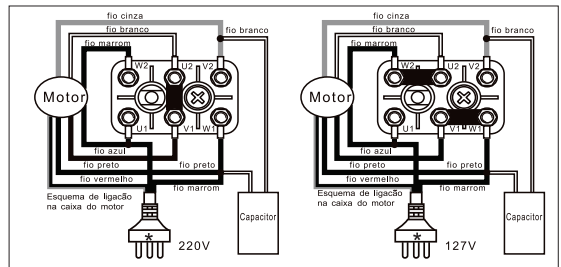 fio cinza
fio branco
fio branco
fio marrom
W2
U2
V2
Motor
U1
V1
W1
fio azul
fio preto
fio preto
fio vermelho
fio marrom
Esquema de ligacão
na caixa do motor
Capacitor
*
220V
fio cinza
fio branco
fio branco
fio marrom
W2
U2
V2
Motor
U1
V1
W1
fio azul
fio preto
fio preto
fio vermelho
fio marrom
Esquema de ligacão
na caixa do motor
Capacitor
*
127V